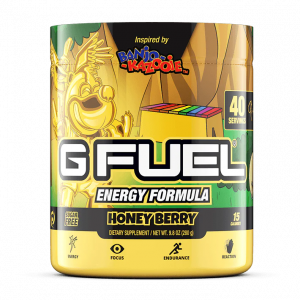 Inspired by
BANJO-
KAZOOIE
40
SERVINGS
G FUEL
ENERGY FORMULA
SUGAR
FREE
HONEY BERRY
15
CALORIES
DIETARY SUPPLEMENT / NET WT 9.8 OZ (280 g)
ENERGY
FOCUS
ENDURANCE
REACTION